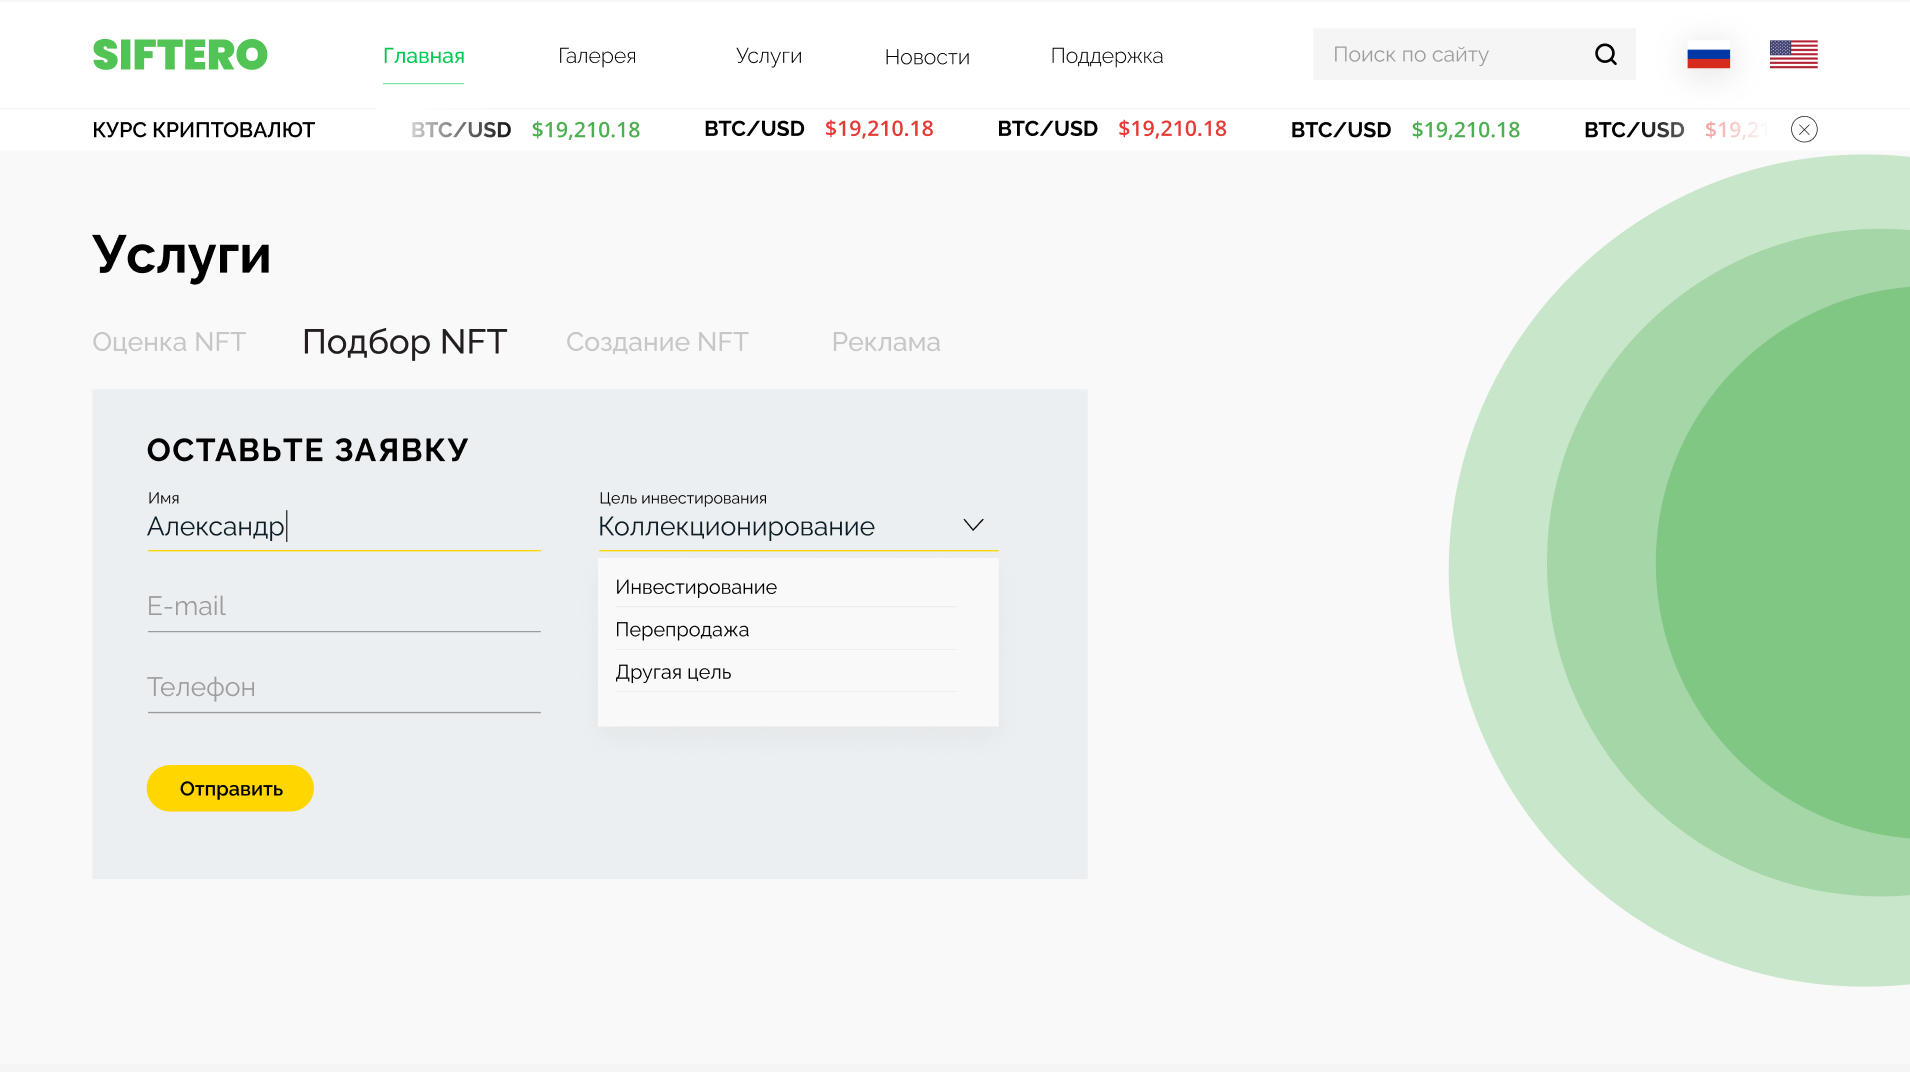 SIFTERO
Главная Галерея Услуги Новости Поддержка Поиск по сайту
КУРС КРИПТОВАЛЮТ BTC/USD $19,210.18 BTC/USD $19,210.18 BTC/USD $19,210.18 BTC/USD $19,210.18 BTC/USD $19,21
Услуги
Оценка NFT Подбор NFT Создание NFT Реклама
ОСТАВЬТЕ ЗАЯВКУ
Имя
Александр
E-mail
Телефон
Отправить
Цель инвестирования
Коллекционирование
Инвестирование
Перепродажа
Другая цель